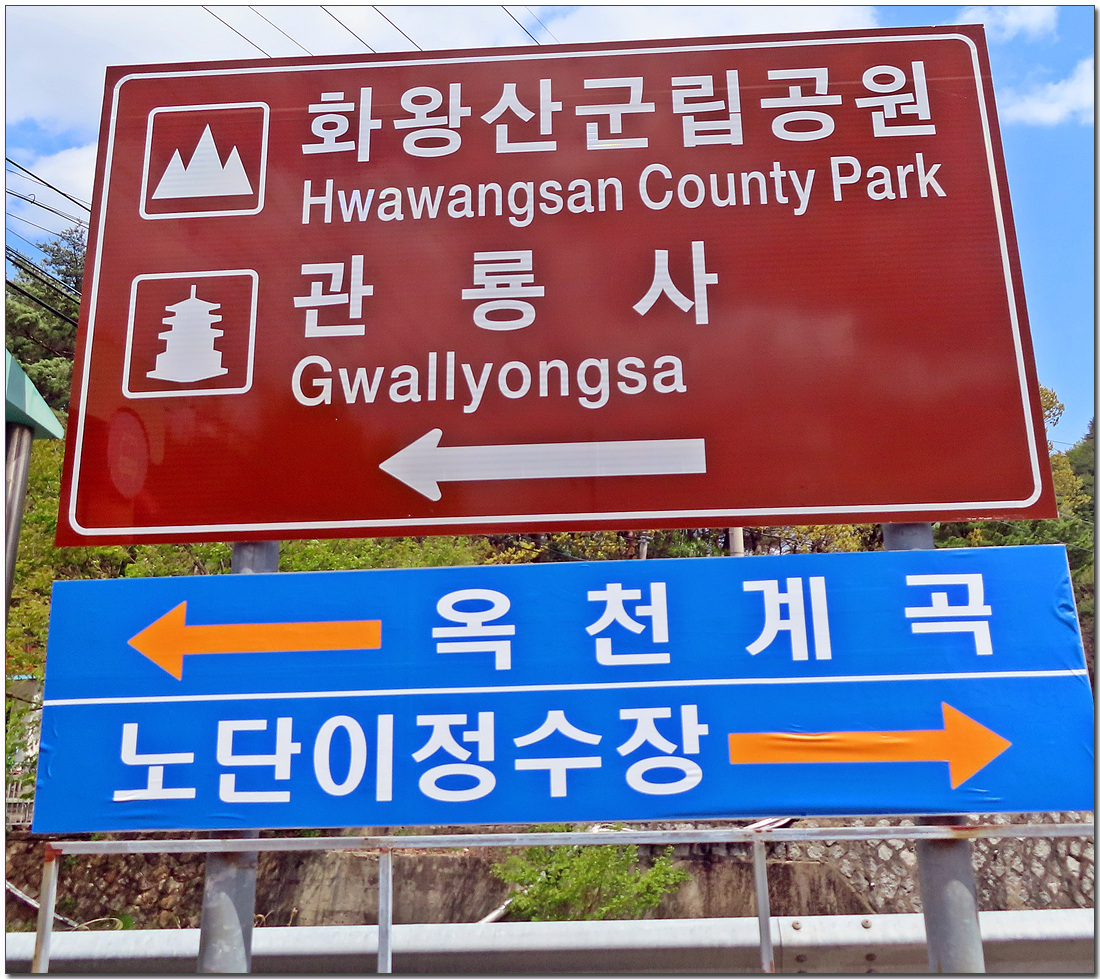 화왕산군립공원
Hwawangsan County Park
관 룡 사
Gwallyongsa
옥 천 계 곡
노단이정수장